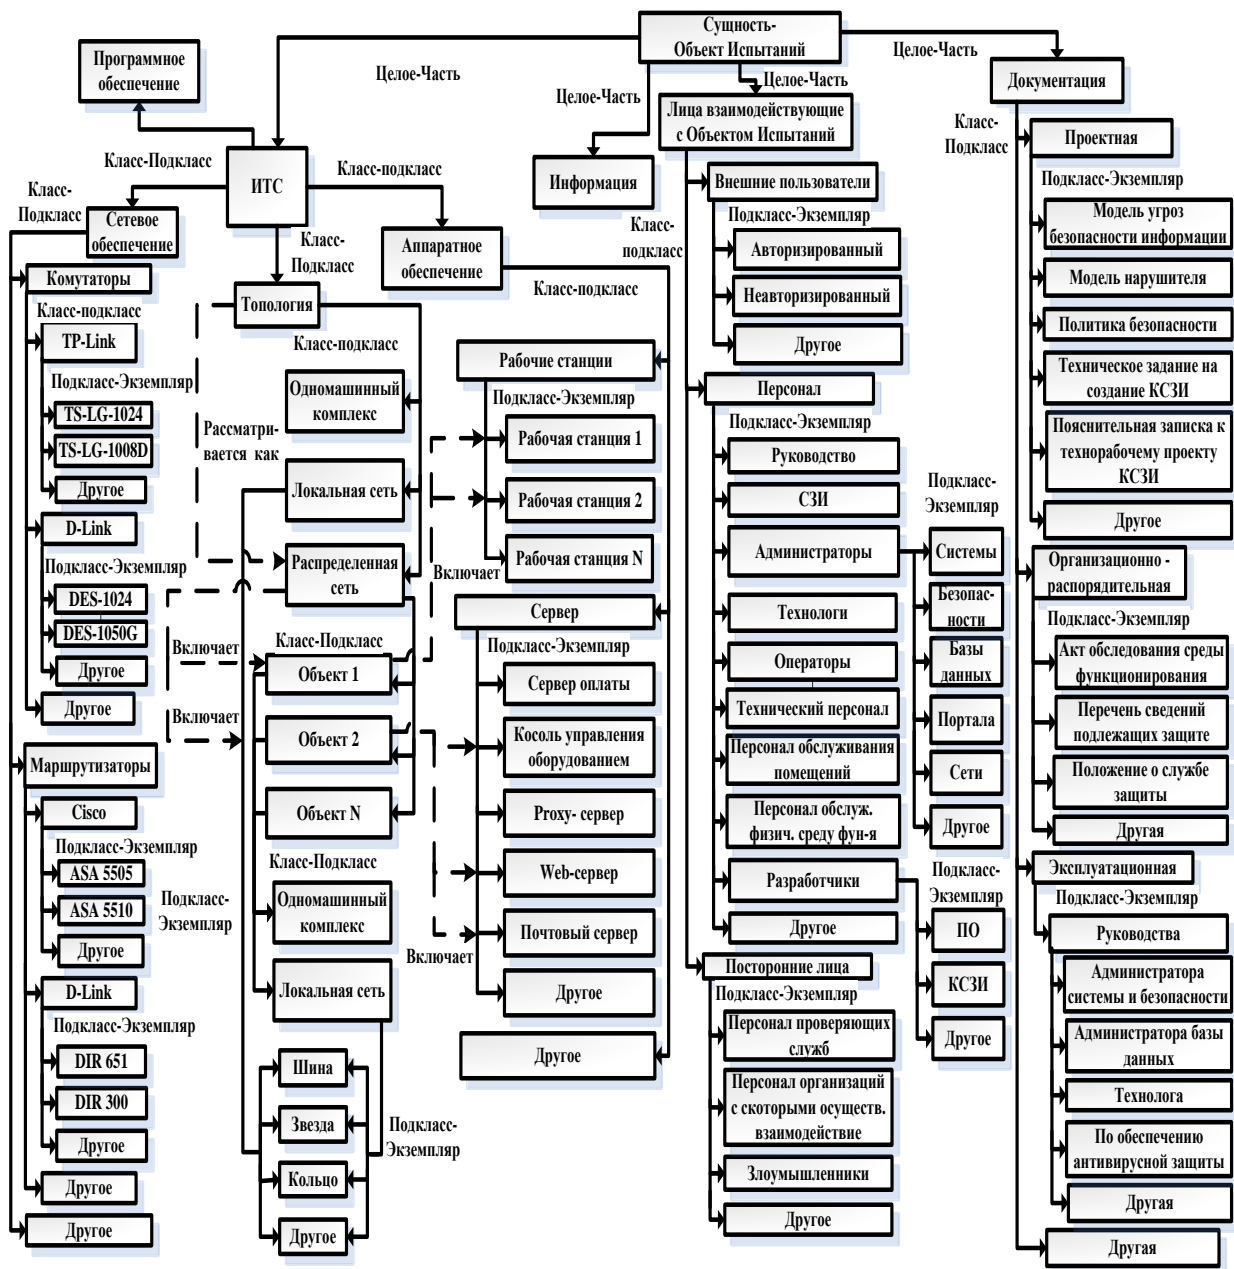 Сущность-
Объект Испытаний
Целое-Часть
Целое-Часть
Целое-Часть
Целое-Часть
Программное
обеспечение
Лица взаимодействующие
с Объектом Испытаний
Документация
Информация
Класс-Подкласс
ИТС
Класс-подкласс
Класс-
Подкласс
Сетевое
обеспечение
Класс-
Подкласс
Аппаратное
обеспечение
Класс-подкласс
Комутаторы
Класс-подкласс
TP-Link
Подкласс-Экземпляр
TS-LG-1024
TS-LG-1008D
Другое
D-Link
Подкласс-Экземпляр
DES-1024
DES-1050G
Другое
Другое
Маршрутизаторы
Cisco
Подкласс-Экземпляр
ASA 5505
ASA 5510
Другое
Подкласс-
Экземпляр
D-Link
Подкласс-Экземпляр
DIR 651
DIR 300
Другое
Другое
Другое
Топология
Класс-подкласс
Одномашинный
комплекс
Рассматри-
вается как
Локальная сеть
Распределенная
сеть
Включает
Включает
Класс-Подкласс
Объект 1
Объект 2
Объект N
Класс-Подкласс
Одномашинный
комплекс
Локальная сеть
Шина
Звезда
Кольцо
Другое
Подкласс-
Экземпляр
Рабочие станции
Подкласс-Экземпляр
Рабочая станция 1
Рабочая станция 2
Рабочая станция N
Включает
Сервер
Подкласс-Экземпляр
Сервер оплаты
Косоль управления
оборудованием
Proxy- сервер
Web-сервер
Почтовый сервер
Включает
Другое
Другое
Класс-
подкласс
Внешние пользователи
Подкласс-Экземпляр
Авторизированный
Неавторизированный
Другое
Персонал
Подкласс-Экземпляр
Руководство
СЗИ
Администраторы
Технологи
Операторы
Технический персонал
Персонал обслуживания
помещений
Персонал обслуж.
физич. среду фун-я
Разработчики
Другое
Подкласс-
Экземпляр
Системы
Безопас-
ности
Базы
данных
Портала
Сети
Другое
Подкласс-
Экземпляр
ПО
КСЗИ
Другое
Посторонние лица
Подкласс-Экземпляр
Персонал проверяющих
служб
Персонал организаций
с скоторыми осуществ.
взаимодействие
Злоумышленники
Другое
Класс-
Подкласс
Проектная
Подкласс-Экземпляр
Модель угроз
безопасности информации
Модель нарушителя
Политика безопасности
Техническое задание на
создание КСЗИ
Пояснительная записка к
технорабочему проекту
КСЗИ
Другое
Организационно -
распорядительная
Подкласс-Экземпляр
Акт обследования среды
функционирования
Перечень сведений
подлежащих защите
Положение о службе
защиты
Другая
Эксплуатационная
Подкласс-Экземпляр
Руководства
Администратора
системы и безопасности
Администратора базы
данных
Технолога
По обеспечению
антивирусной защиты
Другая
Другая